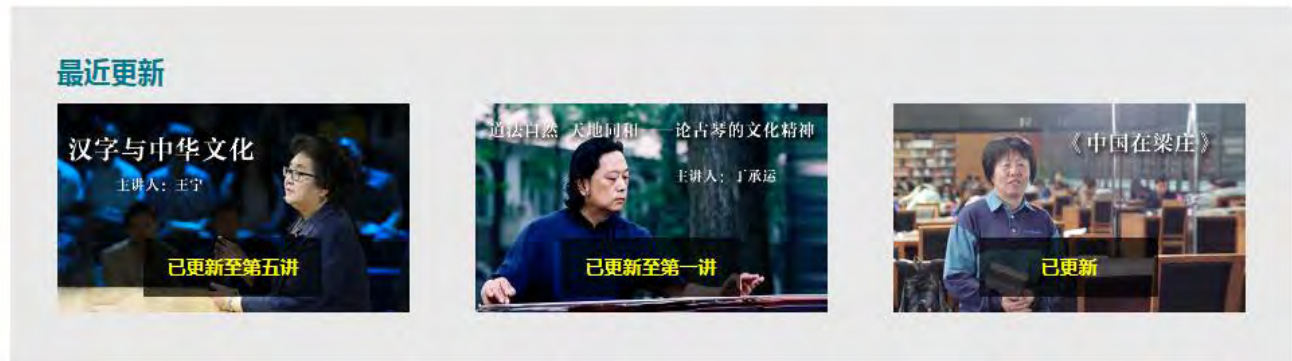 最近更新
汉字与中华文化
主讲人：王宁
已更新至第五讲
道法自然 天地同和——论古琴的文化精神
主讲人：丁承运
已更新至第一讲
《中国在梁庄》
已更新